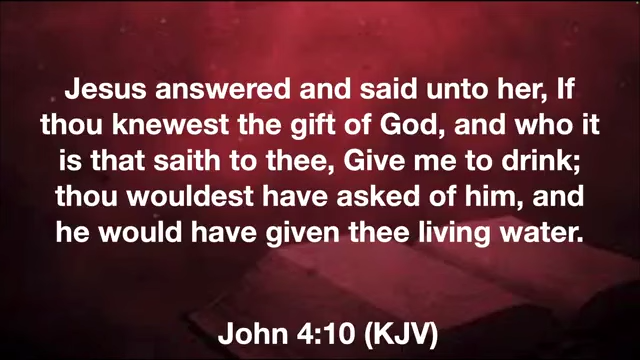 Jesus answered and said unto her, If
thou knewest the gift of God, and who it
is that saith to thee, Give me to drink;
thou wouldest have asked of him, and
he would have given thee living water.
John 4:10 (KJV)